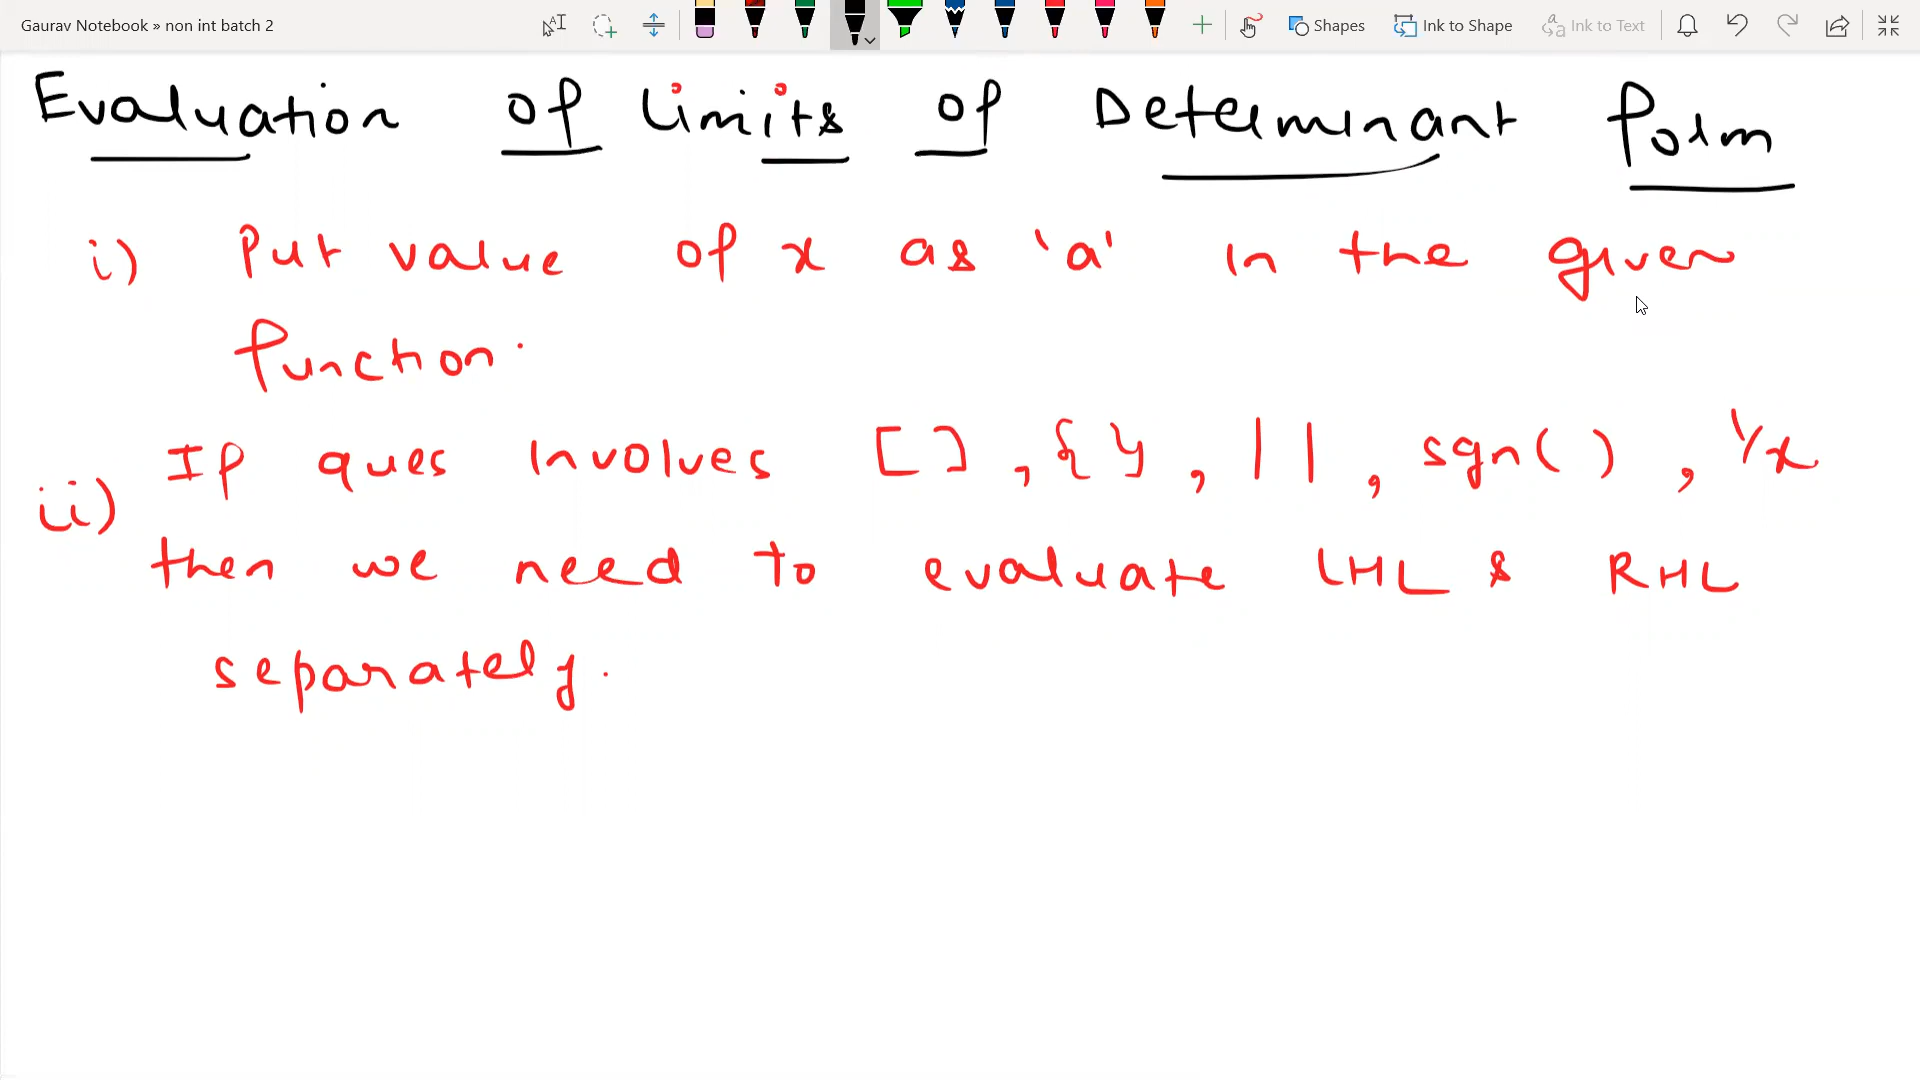 Gaurav Notebook » non int batch 2
Shapes Ink to Shape Ink to Text
Evaluation of limits of Determinant form
i) Put value of x as 'a' in the given
function.
ii) If ques involves [ ] , { } , | | , sgn( ) , 1/x
then we need to evaluate LHL & RHL
separately.